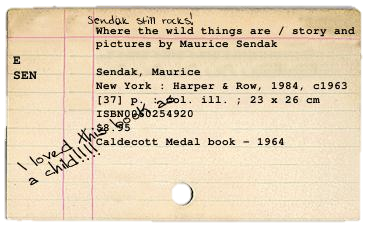 Sendak still rocks!
Where the wild things are / story and
pictures by Maurice Sendak
E
SEN
Sendak, Maurice
New York : Harper & Row, 1984, c1963
[37] p. : col. ill. ; 23 x 26 cm
ISBN0060254920
$8.95
Caldecott Medal book - 1964
I loved this book as
a child!!!!!